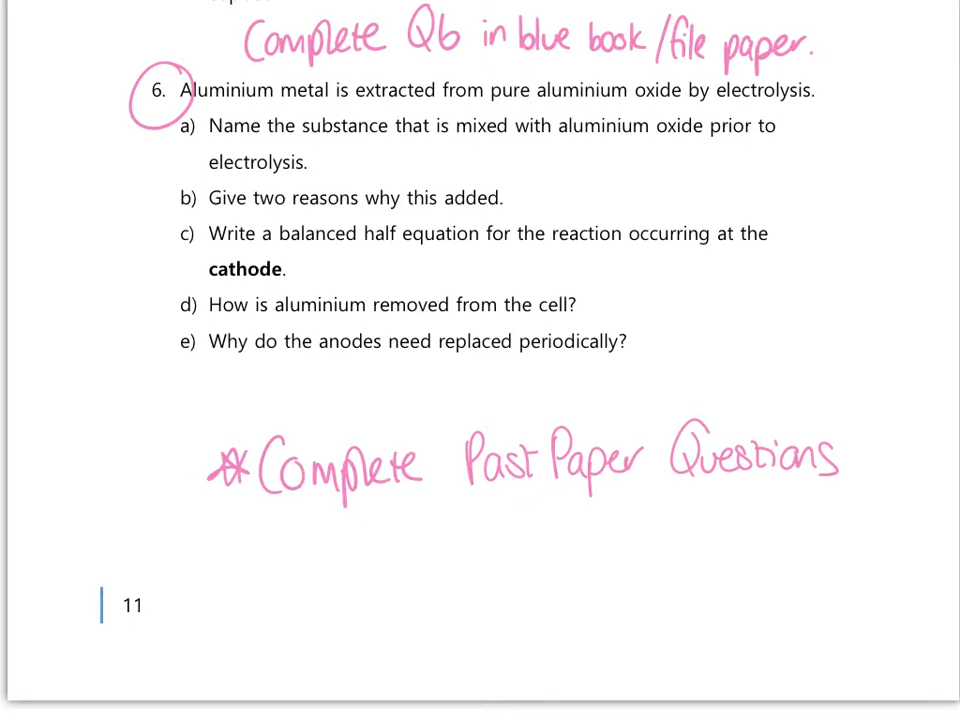 Complete Q6 in blue book/file paper.
6. Aluminium metal is extracted from pure aluminium oxide by electrolysis.
a) Name the substance that is mixed with aluminium oxide prior to
electrolysis.
b) Give two reasons why this added.
c) Write a balanced half equation for the reaction occurring at the
cathode.
d) How is aluminium removed from the cell?
e) Why do the anodes need replaced periodically?
*Complete Past Paper Questions
11